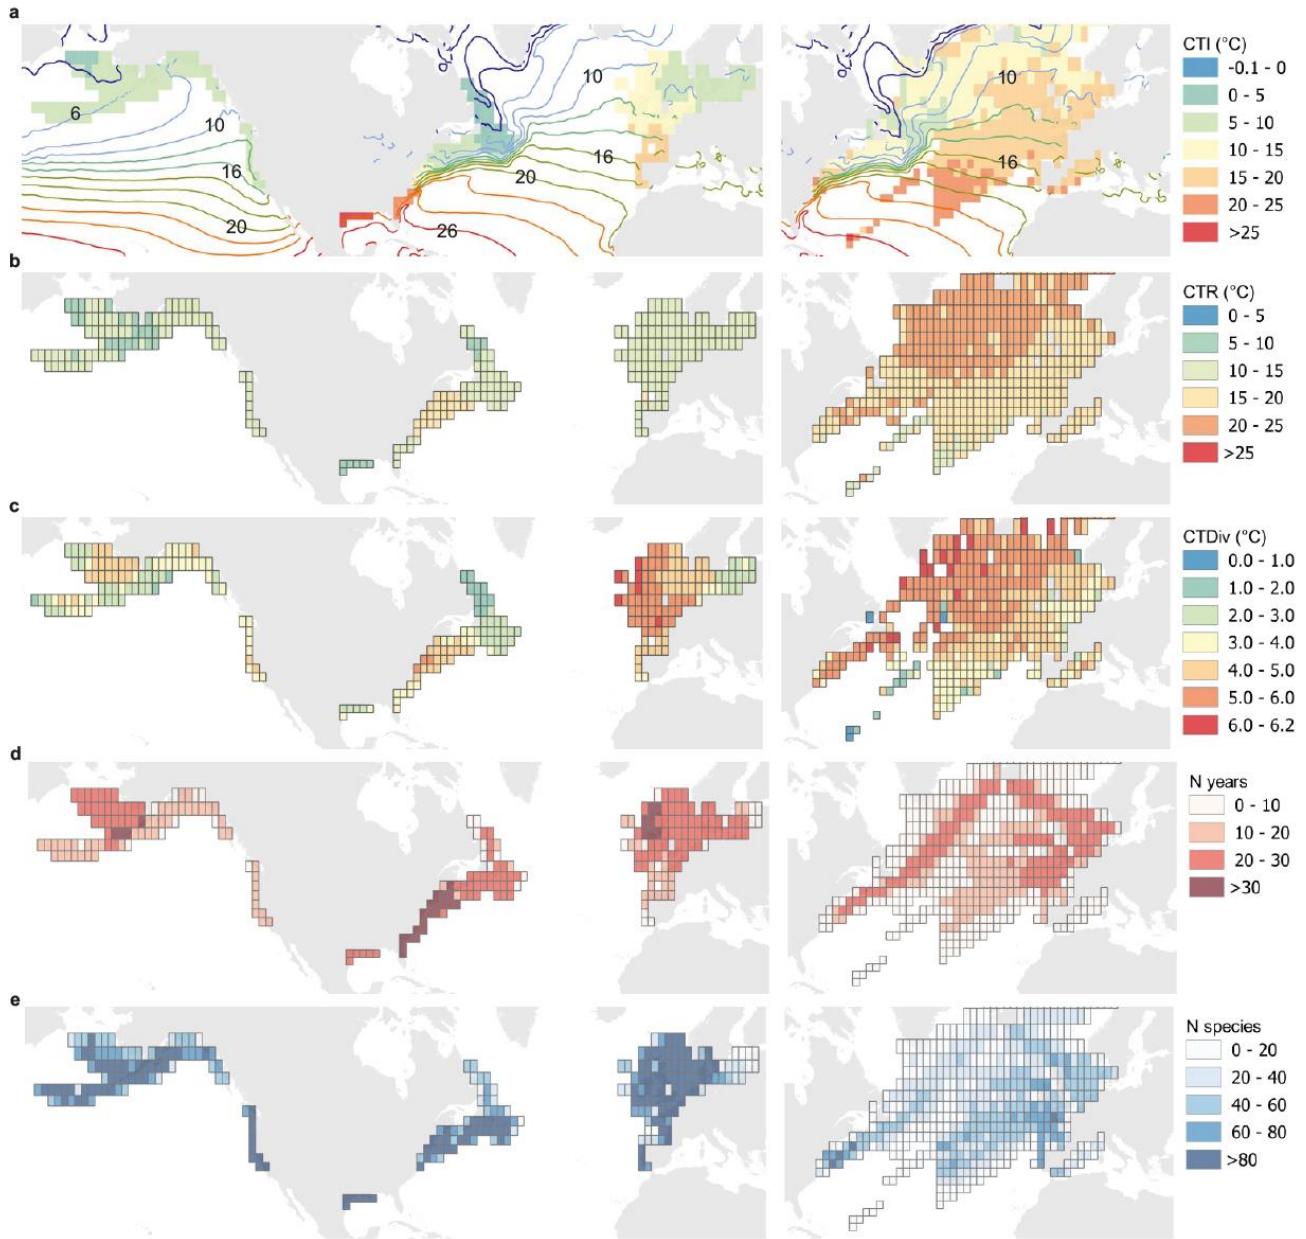 a
6
10
16
20
26
10
16
20
10
16
CTI (°C)
-0.1 - 0
0 - 5
5 - 10
10 - 15
15 - 20
20 - 25
>25
b
CTR (°C)
0 - 5
5 - 10
10 - 15
15 - 20
20 - 25
>25
c
CTDiv (°C)
0.0 - 1.0
1.0 - 2.0
2.0 - 3.0
3.0 - 4.0
4.0 - 5.0
5.0 - 6.0
6.0 - 6.2
d
N years
0 - 10
10 - 20
20 - 30
>30
e
N species
0 - 20
20 - 40
40 - 60
60 - 80
>80